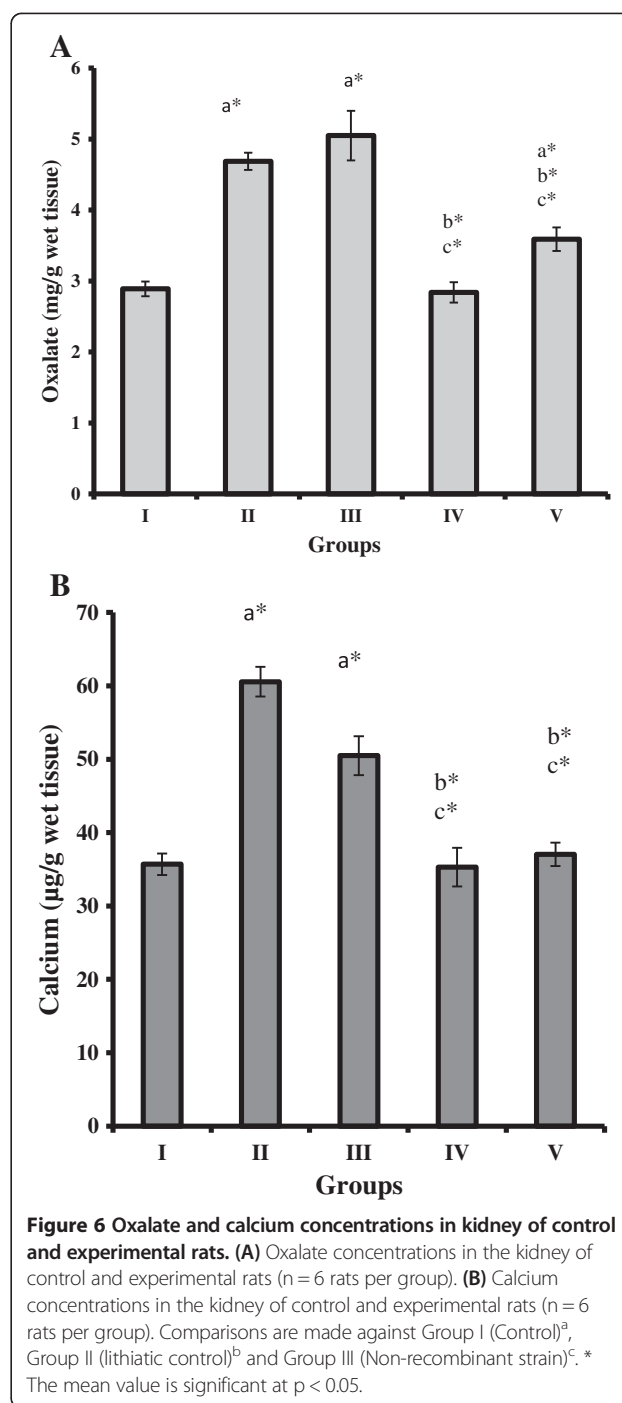 A
6
5
4
3
2
1
0
Oxalate (mg/g wet tissue)
a*
a*
b*
c*
a*
b*
c*
I II III IV V
Groups
B
70
60
50
40
30
20
10
0
Calcium (µg/g wet tissue)
a*
a*
b*
c*
b*
c*
I II III IV V
Groups
Figure 6 Oxalate and calcium concentrations in kidney of control
and experimental rats. (A) Oxalate concentrations in the kidney of
control and experimental rats (n = 6 rats per group). (B) Calcium
concentrations in the kidney of control and experimental rats (n = 6
rats per group). Comparisons are made against Group I (Control)a,
Group II (lithiatic control)b and Group III (Non-recombinant strain)c. *
The mean value is significant at p < 0.05.